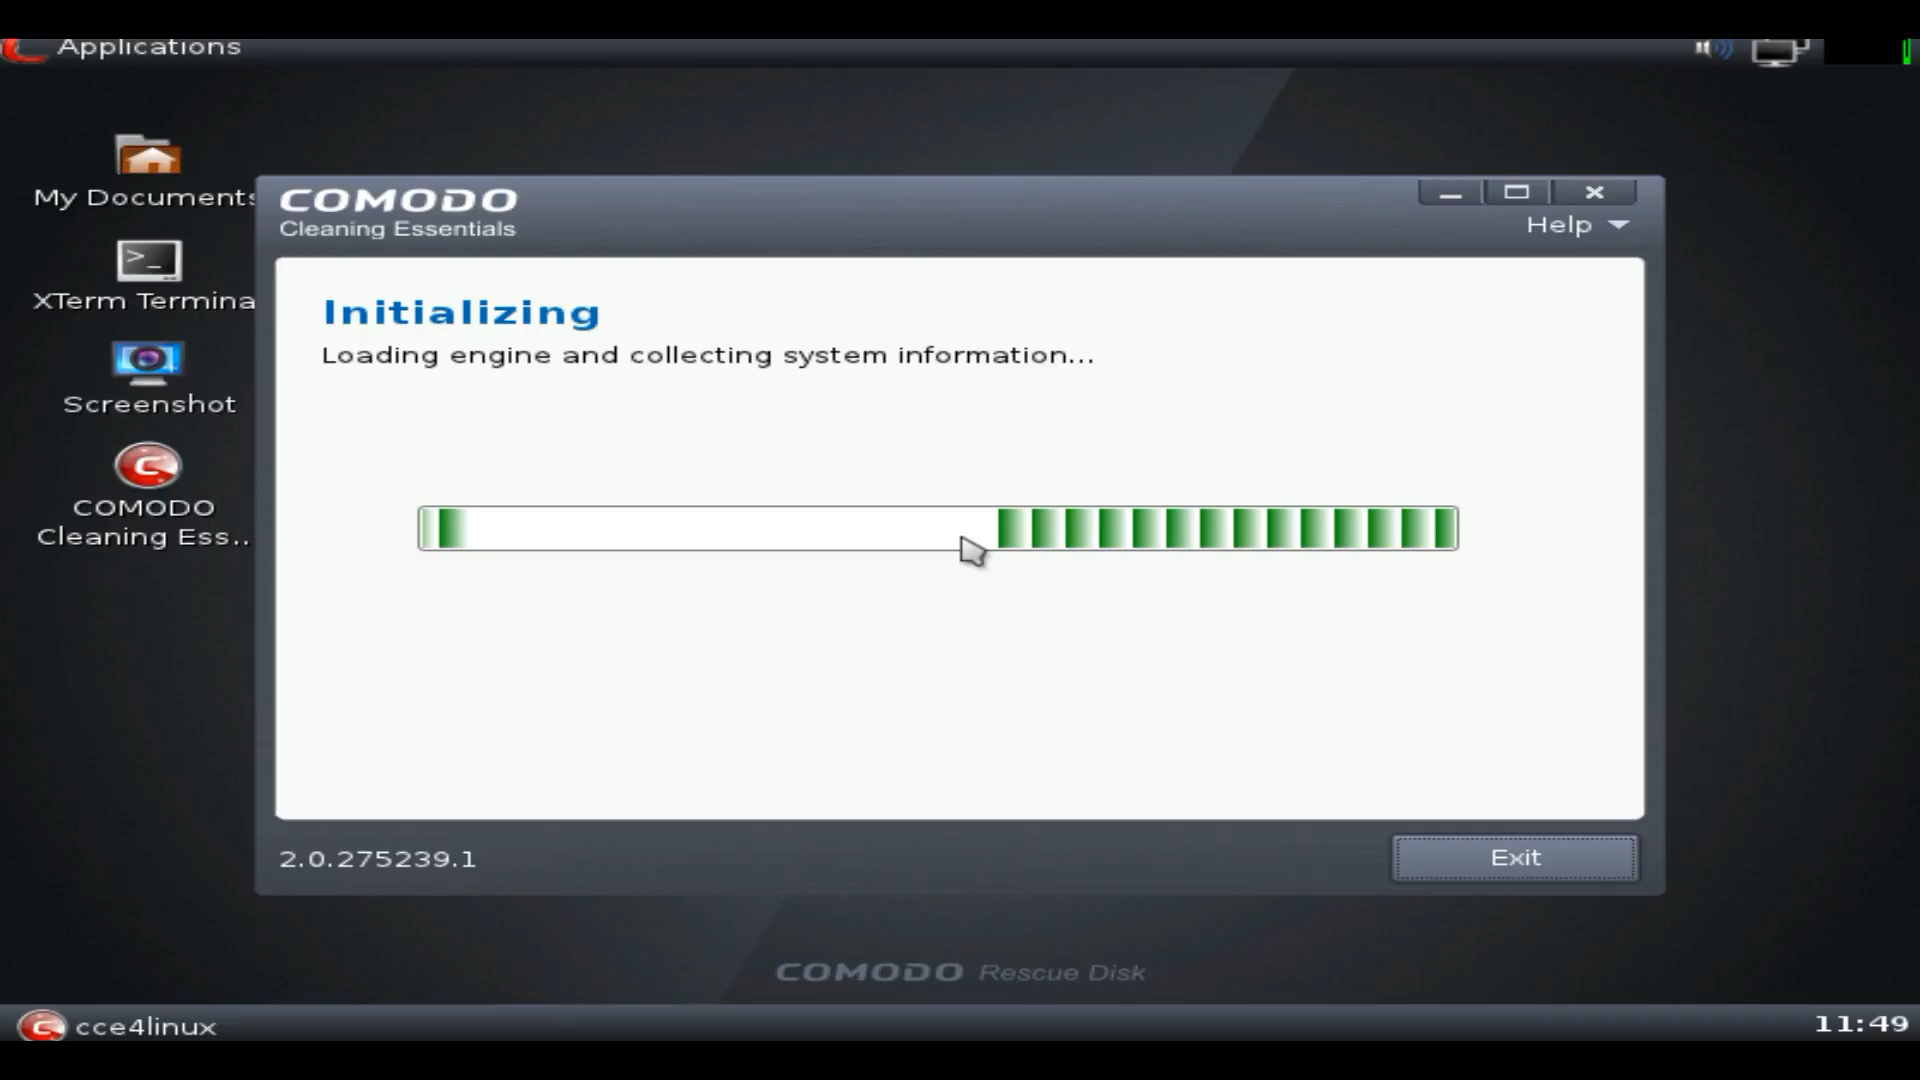 Applications
My Documents
XTerm Termina
Screenshot
COMODO
Cleaning Ess..
COMODO
Cleaning Essentials
Help
Initializing
Loading engine and collecting system information...
2.0.275239.1
Exit
COMODO Rescue Disk
cce4linux
11:49